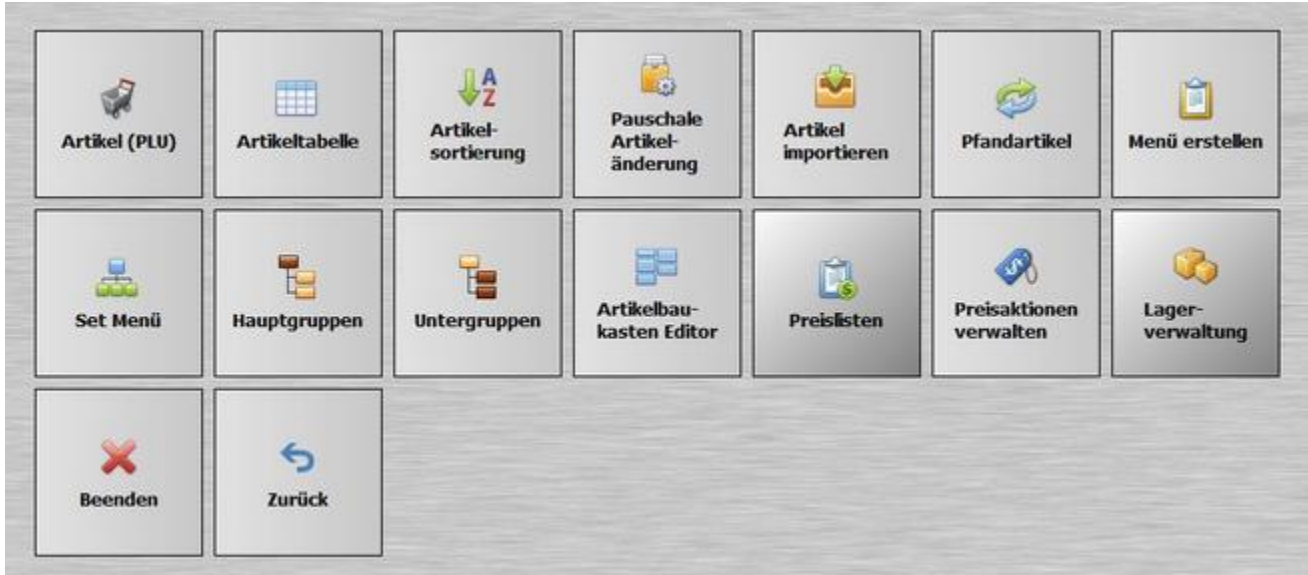 Artikel (PLU)
Artikeltabelle
Artikel-
sortierung
Pauschale
Artikel-
änderung
Artikel
importieren
Pfandartikel
Menü erstellen
Set Menü
Hauptgruppen
Untergruppen
Artikelbau-
kasten Editor
Preislisten
Preisaktionen
verwalten
Lager-
verwaltung
Beenden
Zurück